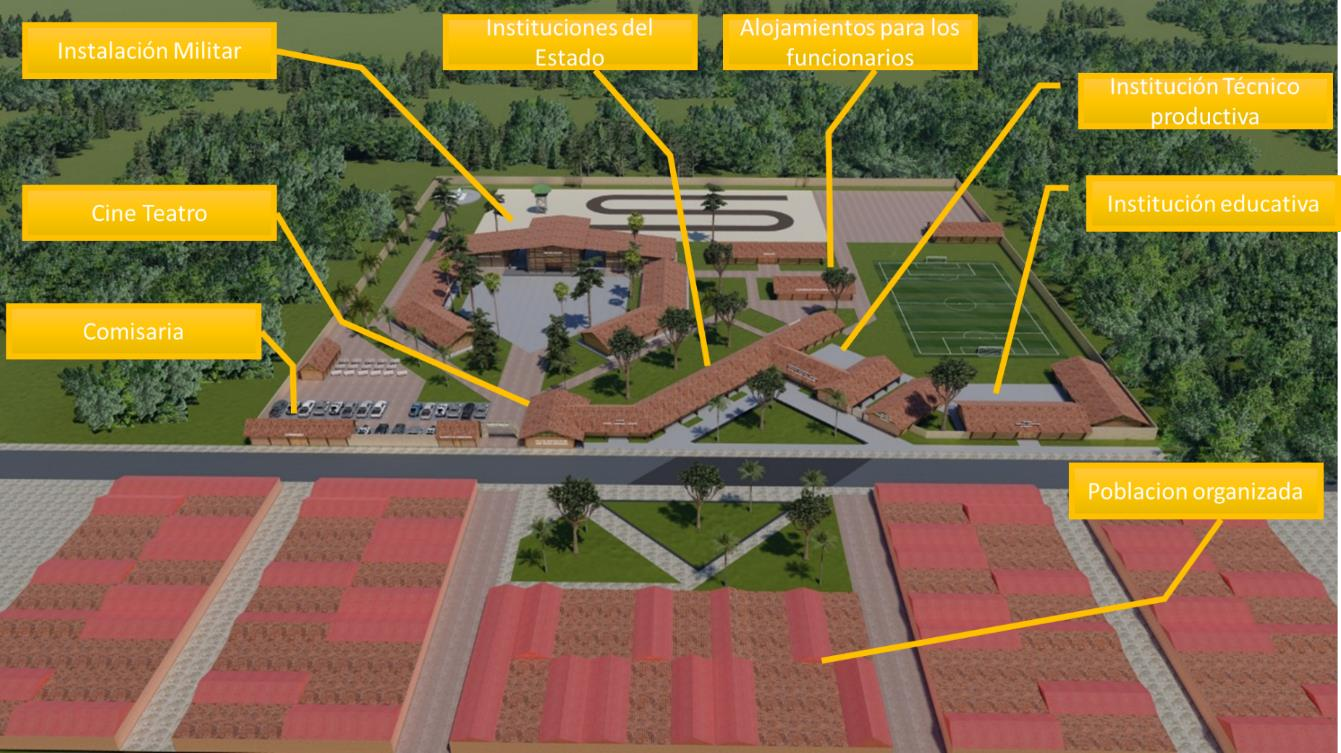 Instalación Militar
Instituciones del
Estado
Alojamientos para los
funcionarios
Institución Técnico
productiva
Cine Teatro
Institución educativa
Comisaria
Poblacion organizada